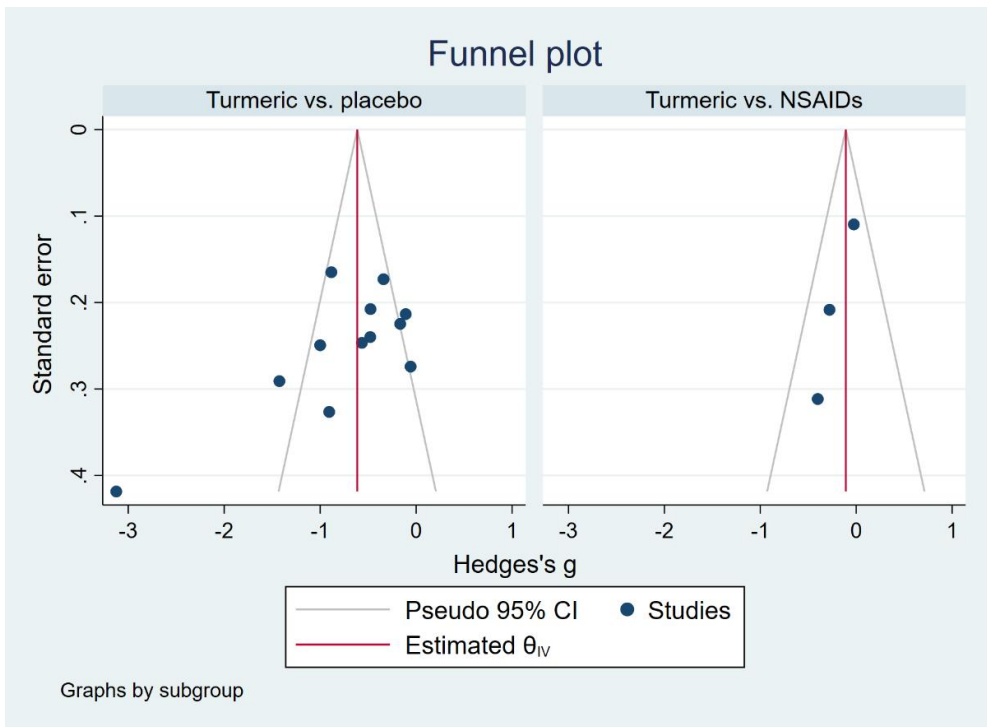 Funnel plot
Turmeric vs. placebo
Turmeric vs. NSAIDs
Standard error
0
.1
.2
.3
.4
-3 -2 -1 0 1
-3 -2 -1 0 1
Hedges's g
Pseudo 95% CI
Studies
Estimated θIV
Graphs by subgroup